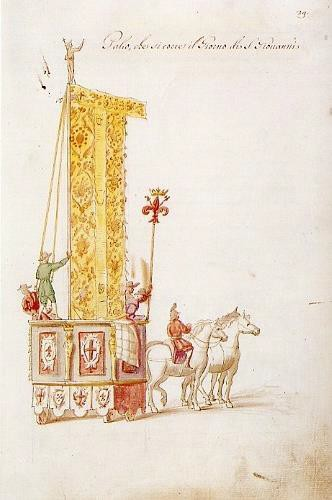 29.
Palio, che si corre il Giorno di S. Giovanni